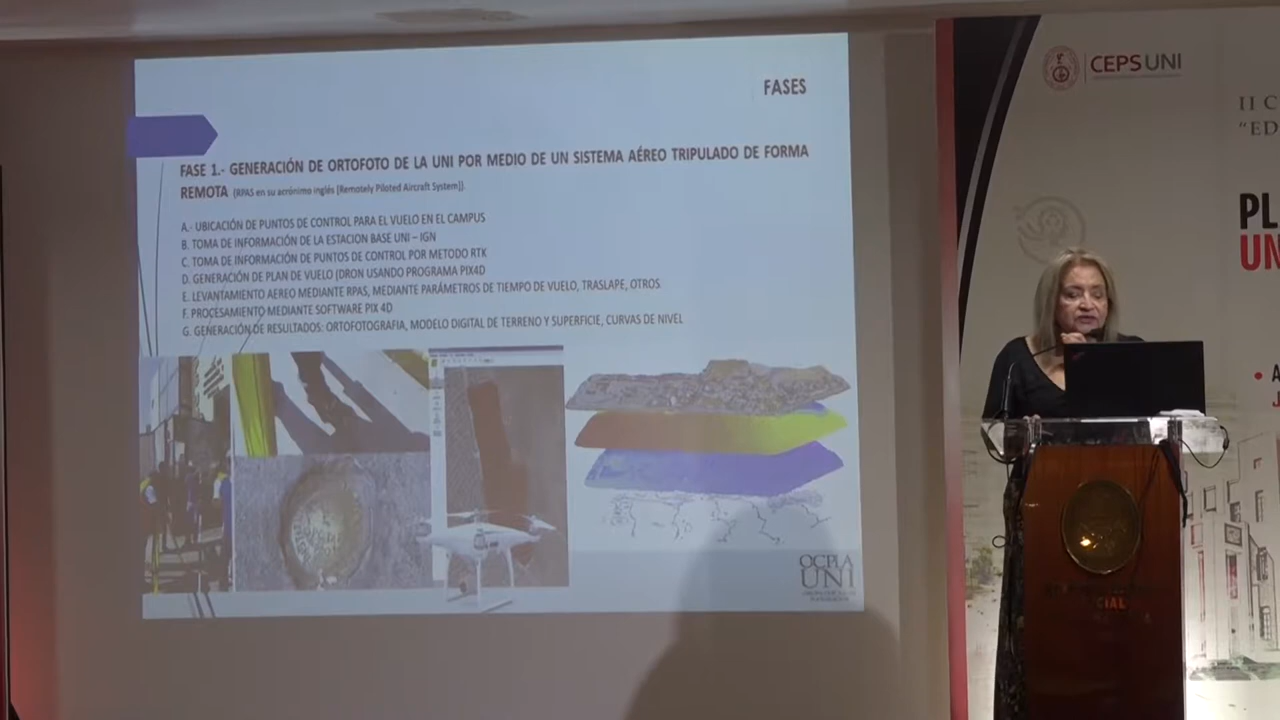 FASES
FASE 1.- GENERACIÓN DE ORTOFOTO DE LA UNI POR MEDIO DE UN SISTEMA AÉREO TRIPULADO DE FORMA
REMOTA (RPAS en su acrónimo inglés [Remotely Piloted Aircraft System]).
A.- UBICACIÓN DE PUNTOS DE CONTROL PARA EL VUELO EN EL CAMPUS
B. TOMA DE INFORMACIÓN DE LA ESTACION BASE UNI – IGN
C. TOMA DE INFORMACIÓN DE PUNTOS DE CONTROL POR METODO RTK
D. GENERACIÓN DE PLAN DE VUELO (DRON USANDO PROGRAMA PIX4D
E. LEVANTAMIENTO AEREO MEDIANTE RPAS, MEDIANTE PARÁMETROS DE TIEMPO DE VUELO, TRASLAPE, OTROS.
F. PROCESAMIENTO MEDIANTE SOFTWARE PIX 4D
G. GENERACIÓN DE RESULTADOS: ORTOFOTOGRAFIA, MODELO DIGITAL DE TERRENO Y SUPERFICIE, CURVAS DE NIVEL
OCPLA
UNI
CEPS UNI
II C
"ED
PL
UN
• A
J